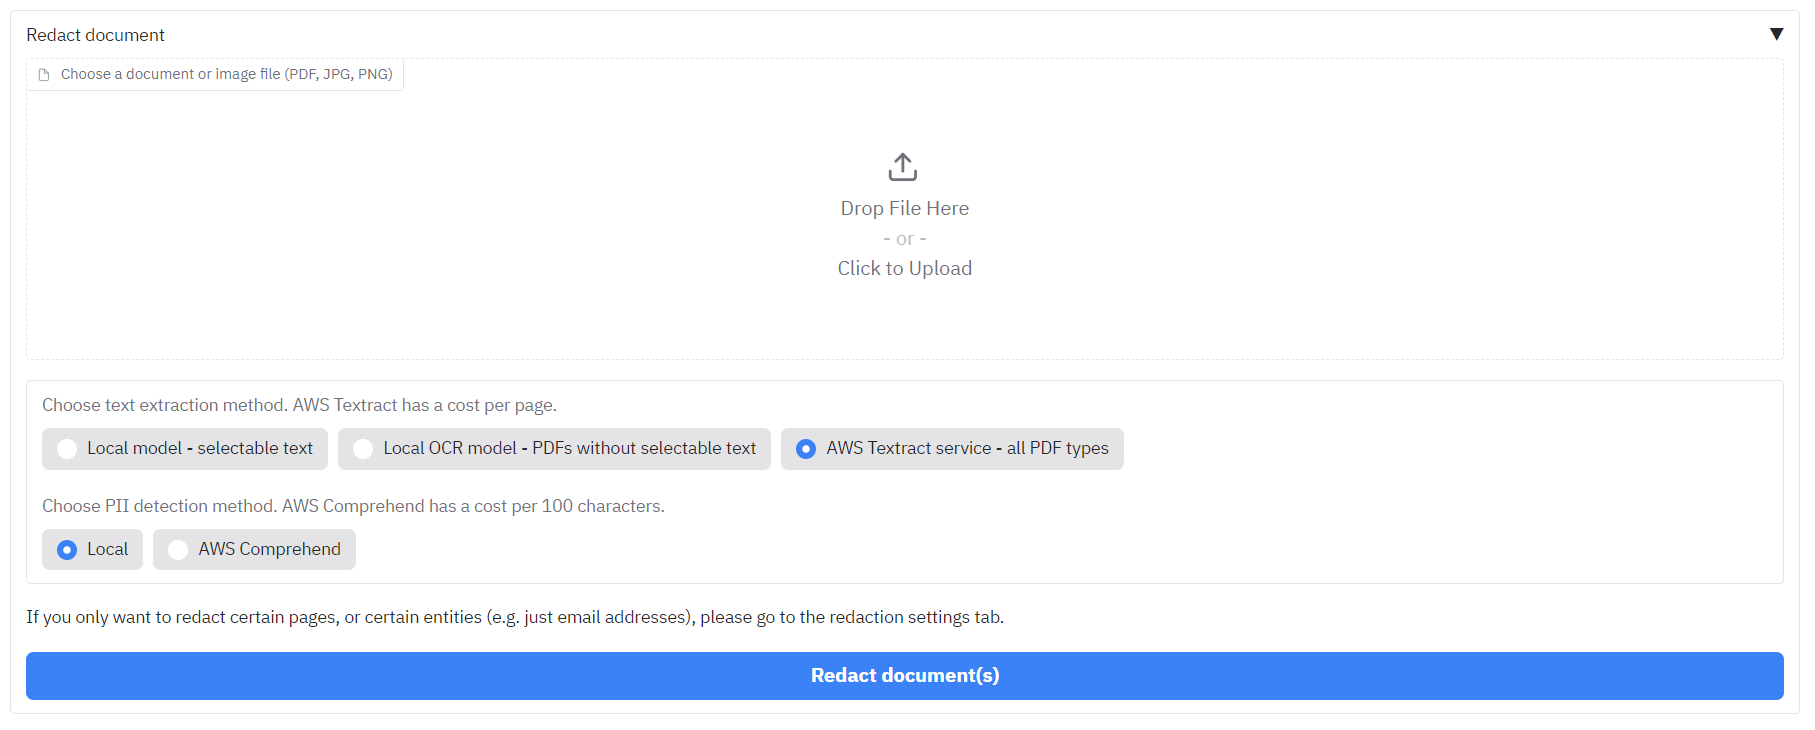 Redact document
Choose a document or image file (PDF, JPG, PNG)
Drop File Here
- or -
Click to Upload
Choose text extraction method. AWS Textract has a cost per page.
Local model - selectable text
Local OCR model - PDFs without selectable text
AWS Textract service - all PDF types
Choose PII detection method. AWS Comprehend has a cost per 100 characters.
Local
AWS Comprehend
If you only want to redact certain pages, or certain entities (e.g. just email addresses), please go to the redaction settings tab.
Redact document(s)